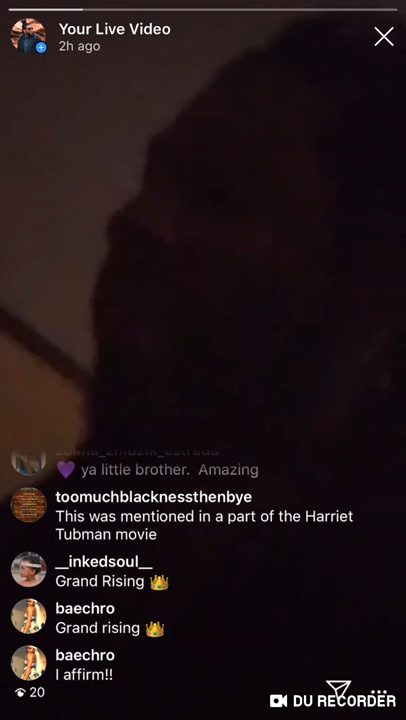 Your Live Video
2h ago
zulma_zmuzik_estrada
💜 ya little brother. Amazing
toomuchblacknessthenbye
This was mentioned in a part of the Harriet
Tubman movie
__inkedsoul__
Grand Rising 👑
baechro
Grand rising 👑
baechro
I affirm!!
20
DU RECORDER